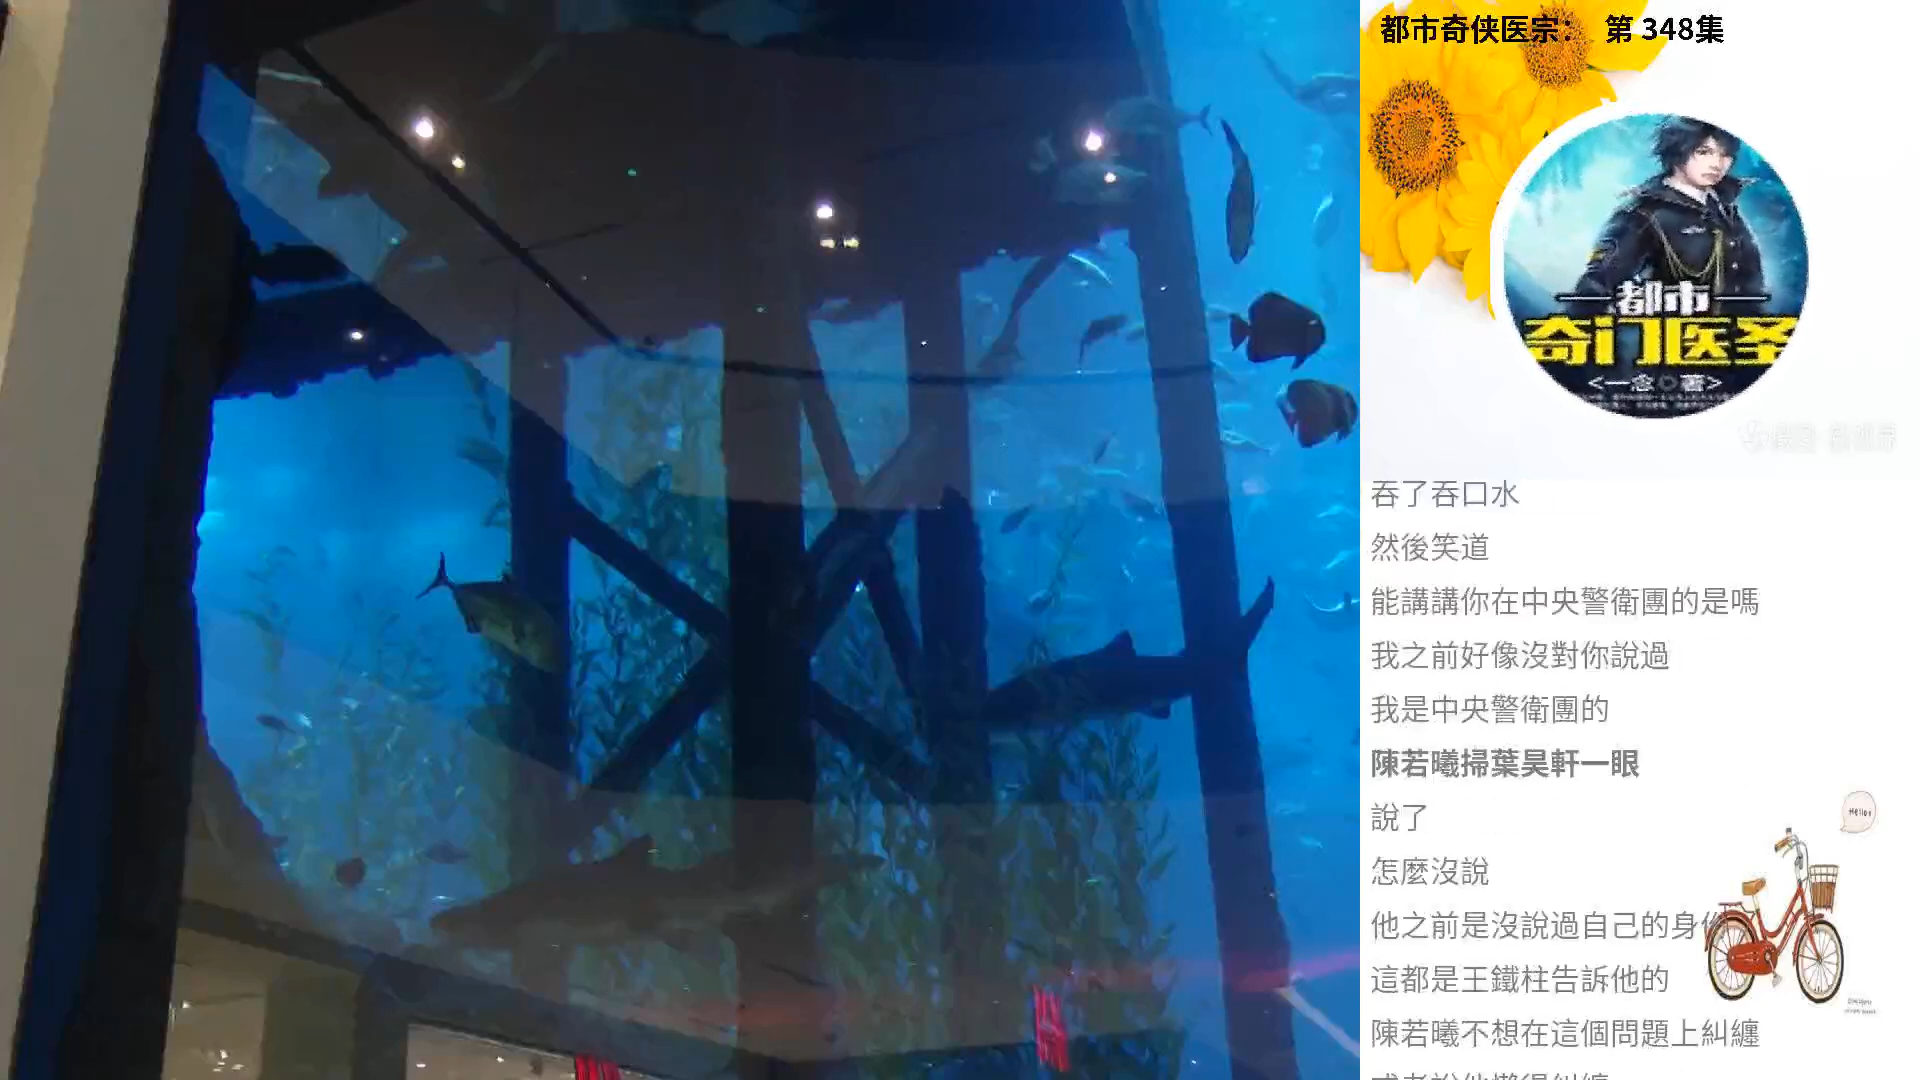 都市奇侠医宗： 第 348集
都市
奇门医圣
<一念 著>
吞了吞口水
然後笑道
能講講你在中央警衛團的是嗎
我之前好像沒對你說過
我是中央警衛團的
陳若曦掃葉昊軒一眼
說了
怎麼沒說
Hello!
他之前是沒說過自己的身份
這都是王鐵柱告訴他的
陳若曦不想在這個問題上糾纏